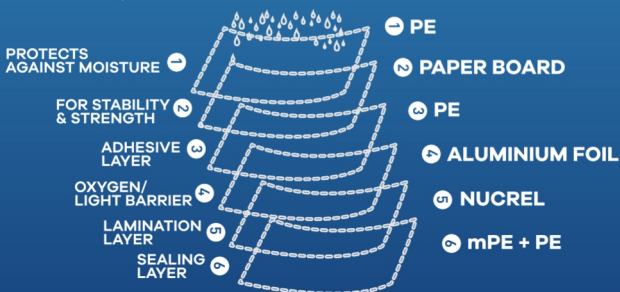 1 PE
PROTECTS
AGAINST MOISTURE 1
2 PAPER BOARD
FOR STABILITY
& STRENGTH 2
3 PE
ADHESIVE
LAYER 3
4 ALUMINIUM FOIL
OXYGEN/
LIGHT BARRIER 4
5 NUCREL
LAMINATION
LAYER 5
6 mPE + PE
SEALING
LAYER 6